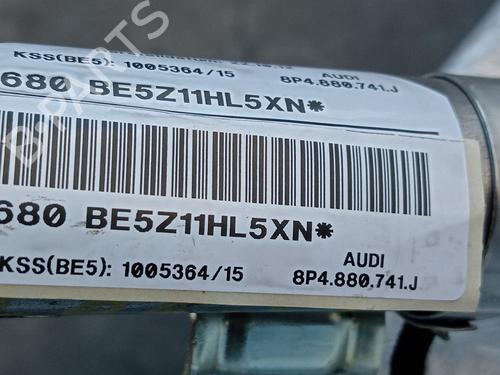 KSS(BE5): 1005364/15
AUDI
8P4.880.741.J
680 BE5Z11HL5XN*
680 BE5Z11HL5XN*
KSS(BE5): 1005364/15
AUDI
8P4.880.741.J
B-PARTS